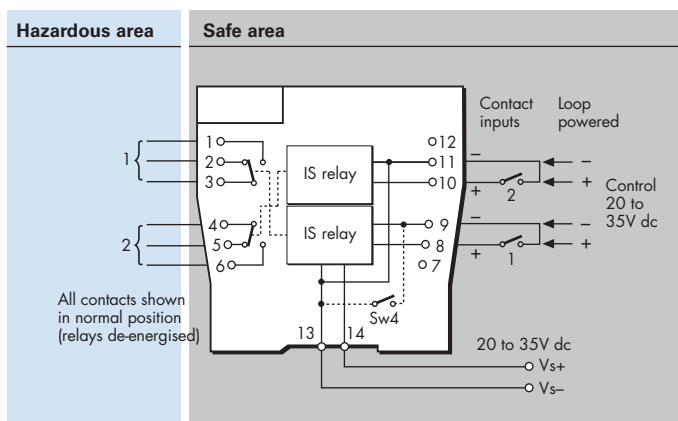 Hazardous area
Safe area
Contact
inputs
Loop
powered
1
1
2
3
IS relay
12
11
10
–
+
2
–
+
Control
20 to
35V dc
2
4
5
6
IS relay
9
8
7
–
+
1
–
+
All contacts shown
in normal position
(relays de-energised)
Sw4
13
14
20 to 35V dc
Vs+
Vs–